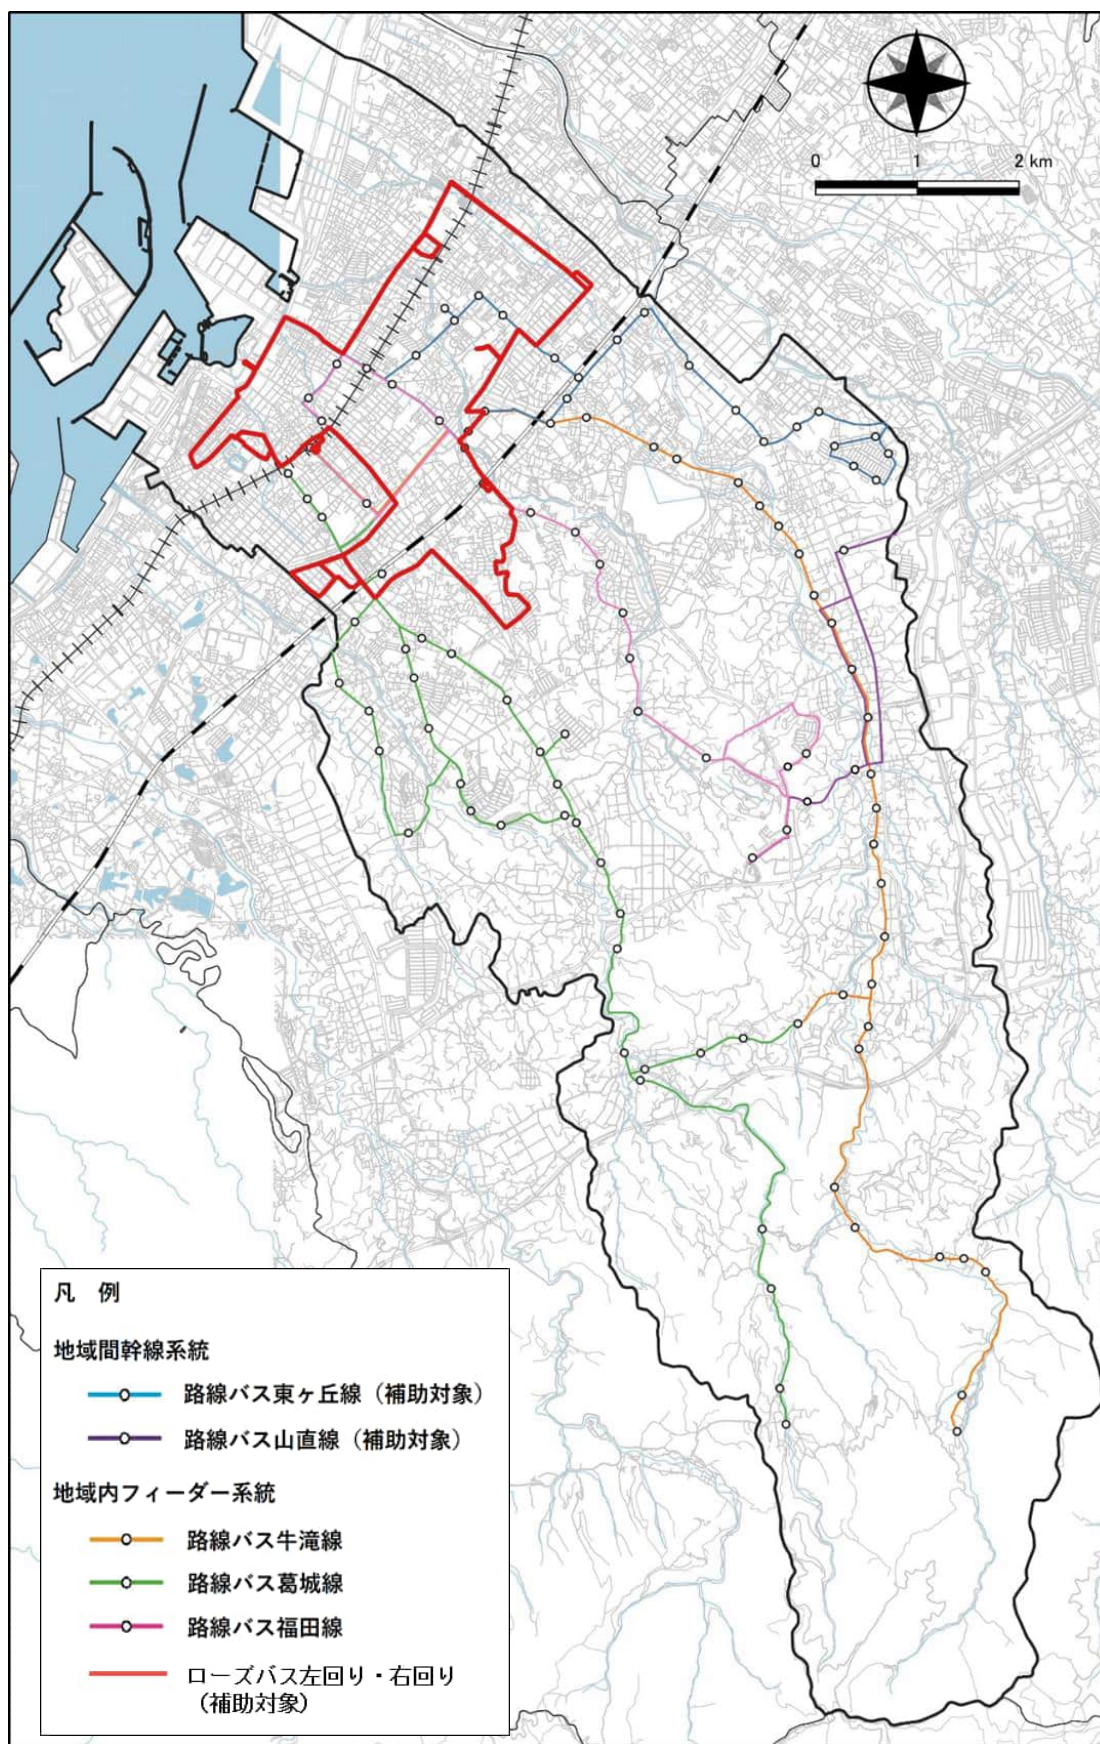 0 1 2 km
凡 例
地域間幹線系統
路線バス東ヶ丘線（補助対象）
路線バス山直線（補助対象）
地域内フィーダー系統
路線バス牛滝線
路線バス葛城線
路線バス福田線
ローズバス左回り・右回り
（補助対象）